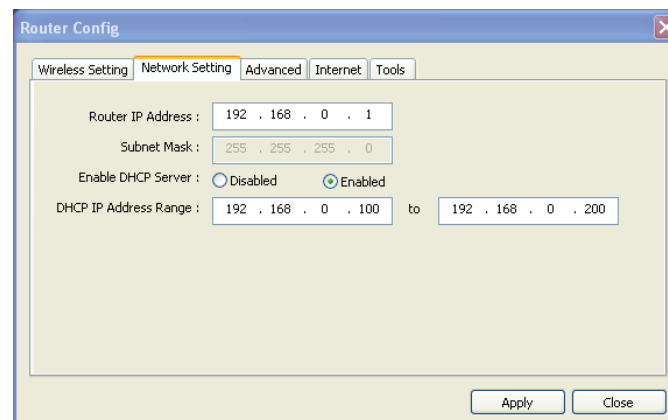 Router Config
Wireless Setting Network Setting Advanced Internet Tools
Router IP Address : 192 . 168 . 0 . 1
Subnet Mask : 255 . 255 . 255 . 0
Enable DHCP Server : Disabled Enabled
DHCP IP Address Range : 192 . 168 . 0 . 100 to 192 . 168 . 0 . 200
Apply Close